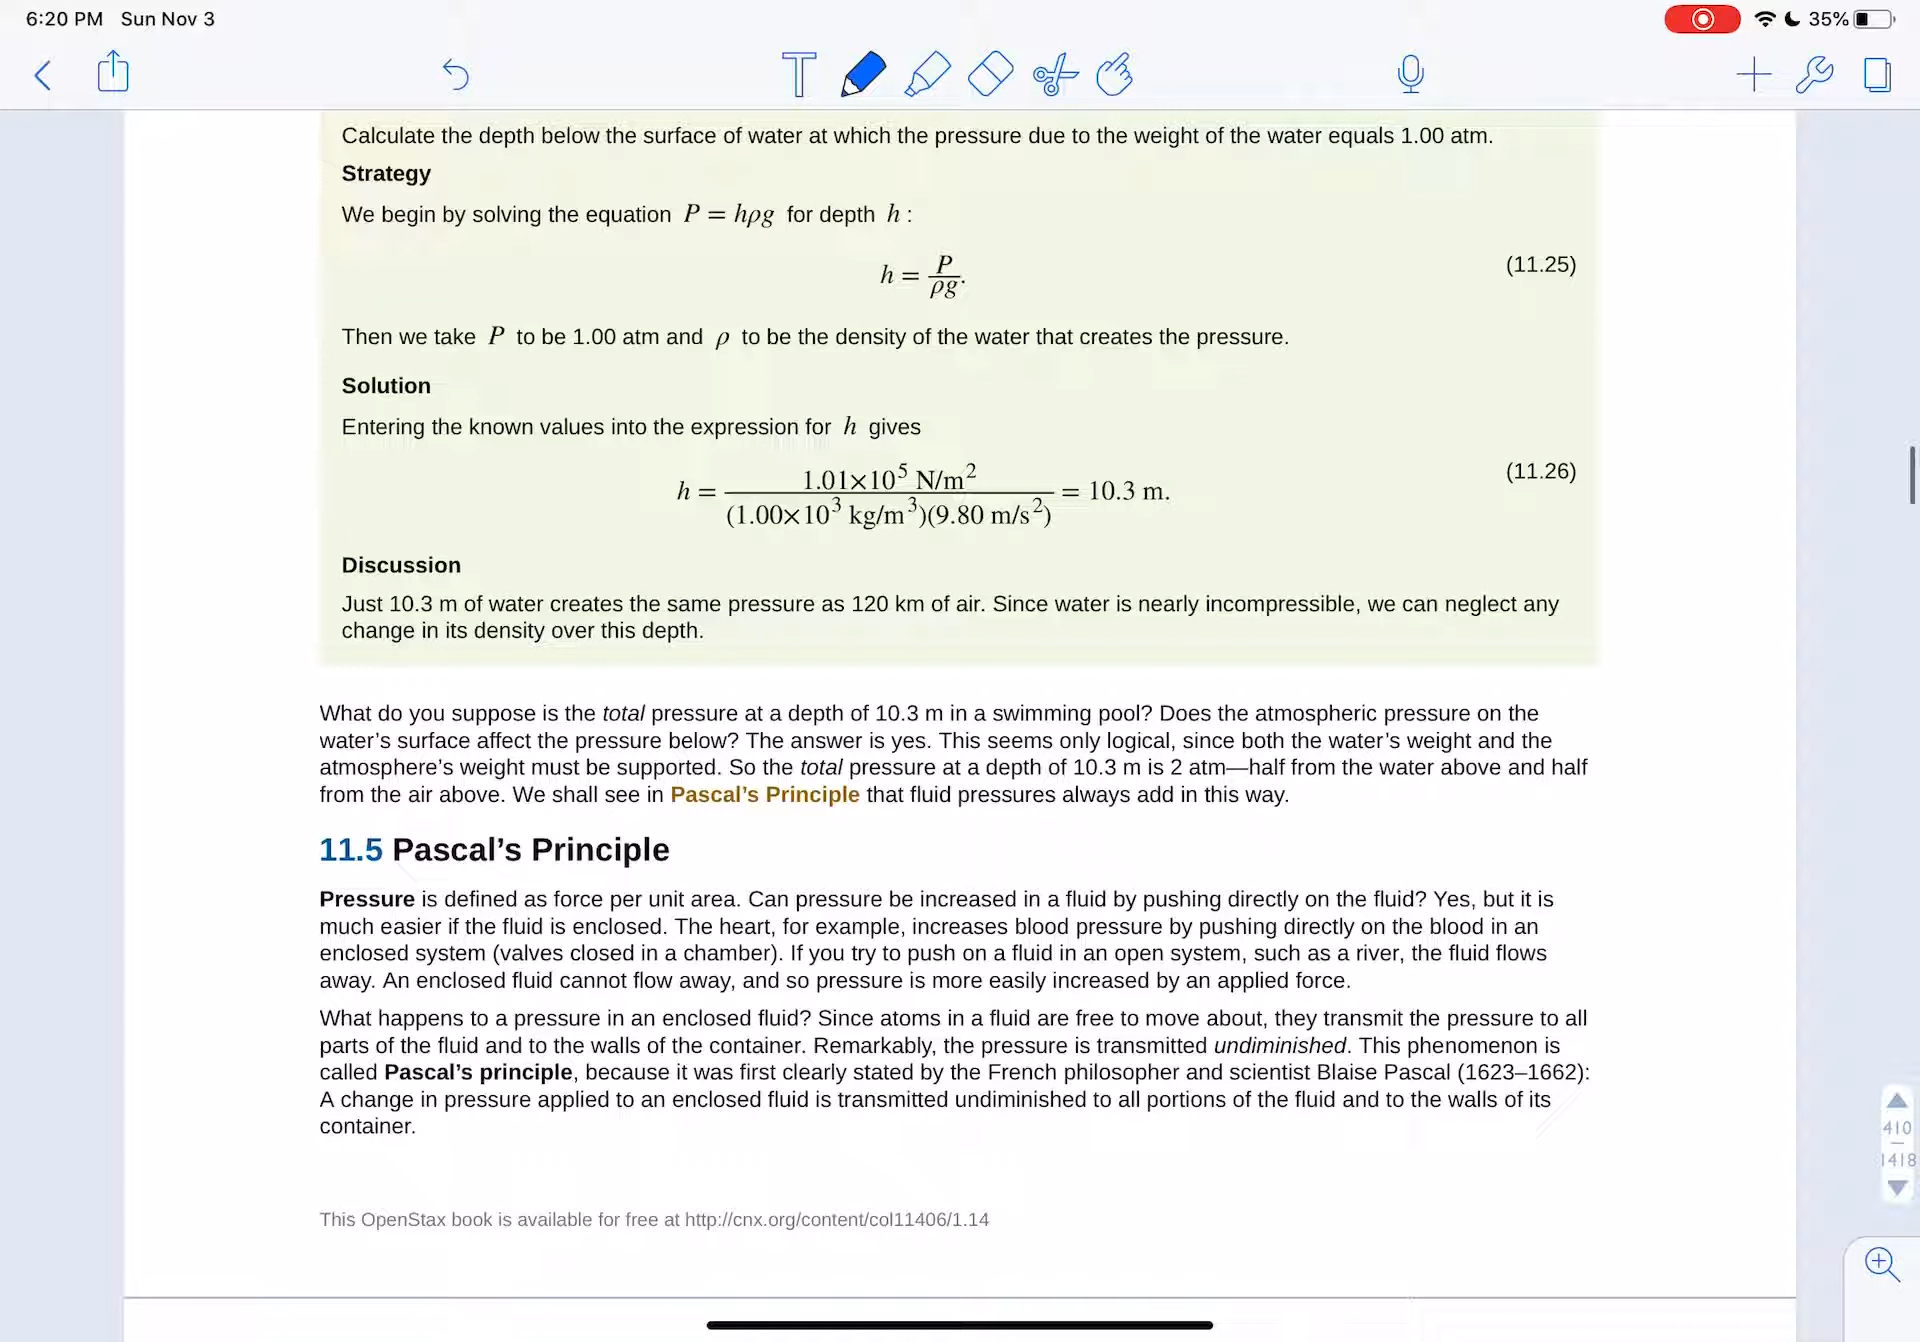 6:20 PM Sun Nov 3
35%
T
Calculate the depth below the surface of water at which the pressure due to the weight of the water equals 1.00 atm.
Strategy
We begin by solving the equation P = hρg for depth h :
h = P/ρg. (11.25)
Then we take P to be 1.00 atm and ρ to be the density of the water that creates the pressure.
Solution
Entering the known values into the expression for h gives
h = 1.01×10⁵ N/m² / (1.00×10³ kg/m³)(9.80 m/s²) = 10.3 m. (11.26)
Discussion
Just 10.3 m of water creates the same pressure as 120 km of air. Since water is nearly incompressible, we can neglect any
change in its density over this depth.
What do you suppose is the total pressure at a depth of 10.3 m in a swimming pool? Does the atmospheric pressure on the
water's surface affect the pressure below? The answer is yes. This seems only logical, since both the water's weight and the
atmosphere's weight must be supported. So the total pressure at a depth of 10.3 m is 2 atm—half from the water above and half
from the air above. We shall see in Pascal's Principle that fluid pressures always add in this way.
11.5 Pascal's Principle
Pressure is defined as force per unit area. Can pressure be increased in a fluid by pushing directly on the fluid? Yes, but it is
much easier if the fluid is enclosed. The heart, for example, increases blood pressure by pushing directly on the blood in an
enclosed system (valves closed in a chamber). If you try to push on a fluid in an open system, such as a river, the fluid flows
away. An enclosed fluid cannot flow away, and so pressure is more easily increased by an applied force.
What happens to a pressure in an enclosed fluid? Since atoms in a fluid are free to move about, they transmit the pressure to all
parts of the fluid and to the walls of the container. Remarkably, the pressure is transmitted undiminished. This phenomenon is
called Pascal's principle, because it was first clearly stated by the French philosopher and scientist Blaise Pascal (1623–1662):
A change in pressure applied to an enclosed fluid is transmitted undiminished to all portions of the fluid and to the walls of its
container.
410
1418
This OpenStax book is available for free at http://cnx.org/content/col11406/1.14